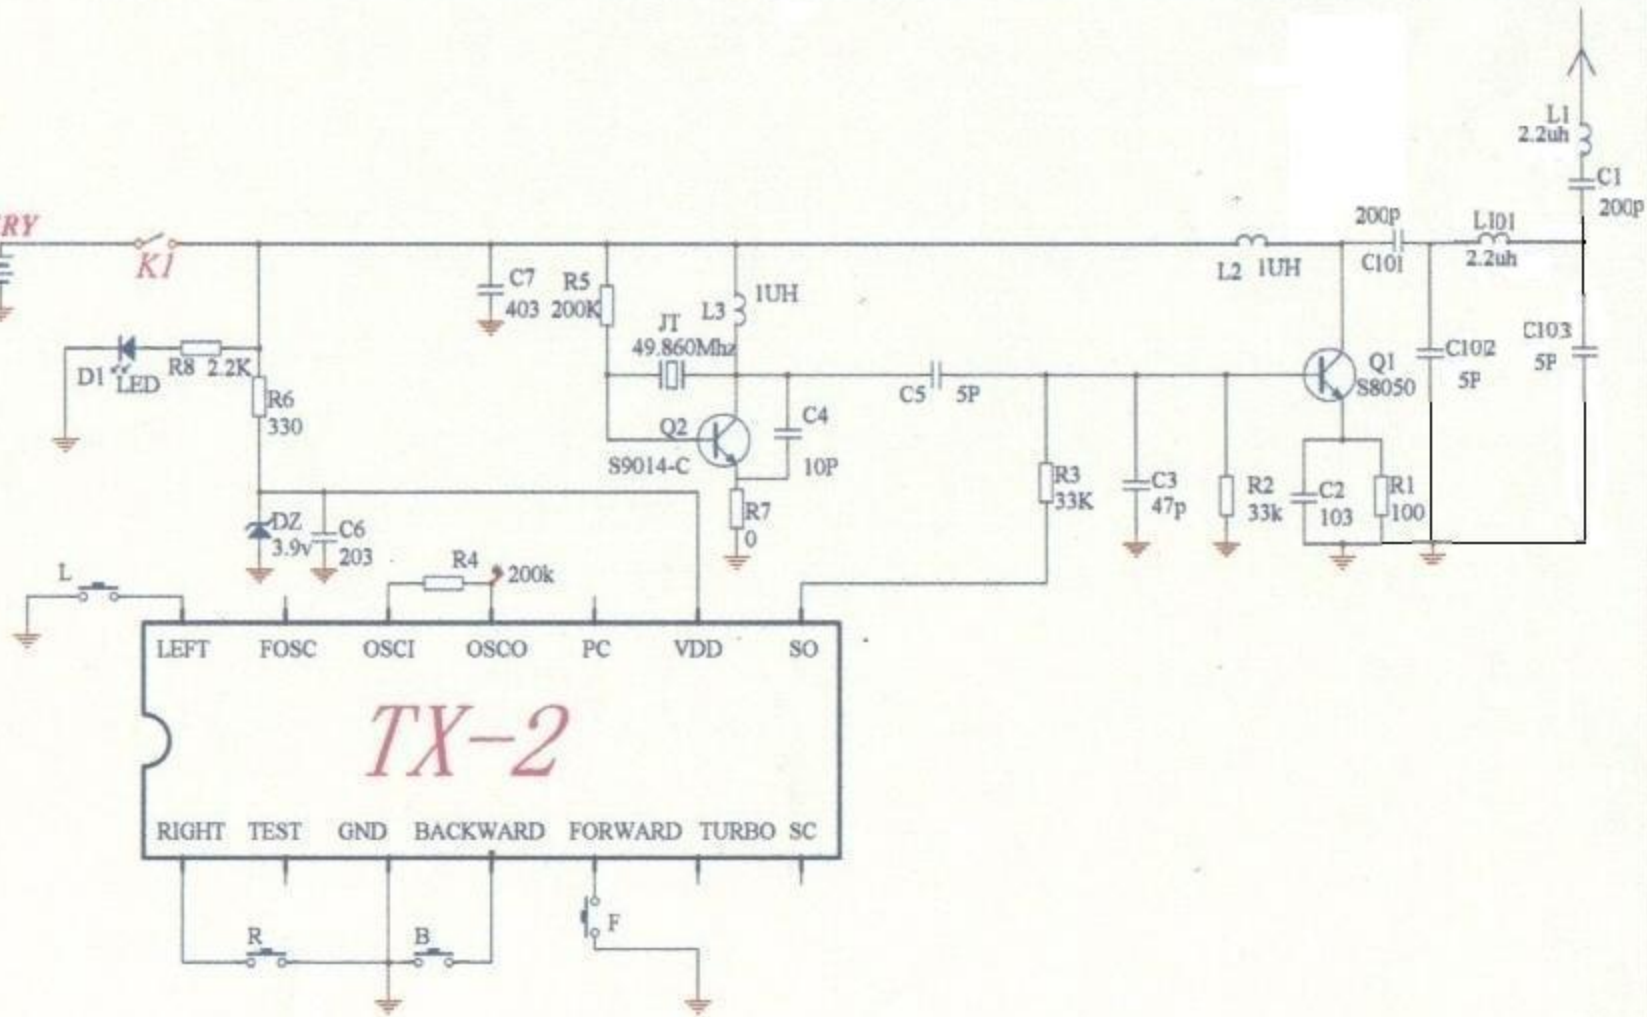 L1
2.2uh
C1
200p
RY
K1
200p
C101
L101
2.2uh
L2 1UH
C7
403
R5
200K
L3
1UH
JT
49.860Mhz
D1
LED
R8 2.2K
R6
330
C5 5P
Q1
S8050
C102
5P
C103
5P
Q2
S9014-C
C4
10P
R7
0
R3
33K
C3
47p
R2
33k
C2
103
R1
100
DZ
3.9v
C6
203
L
R4
200k
LEFT FOSC OSCI OSCO PC VDD SO
TX-2
RIGHT TEST GND BACKWARD FORWARD TURBO SC
R
B
F